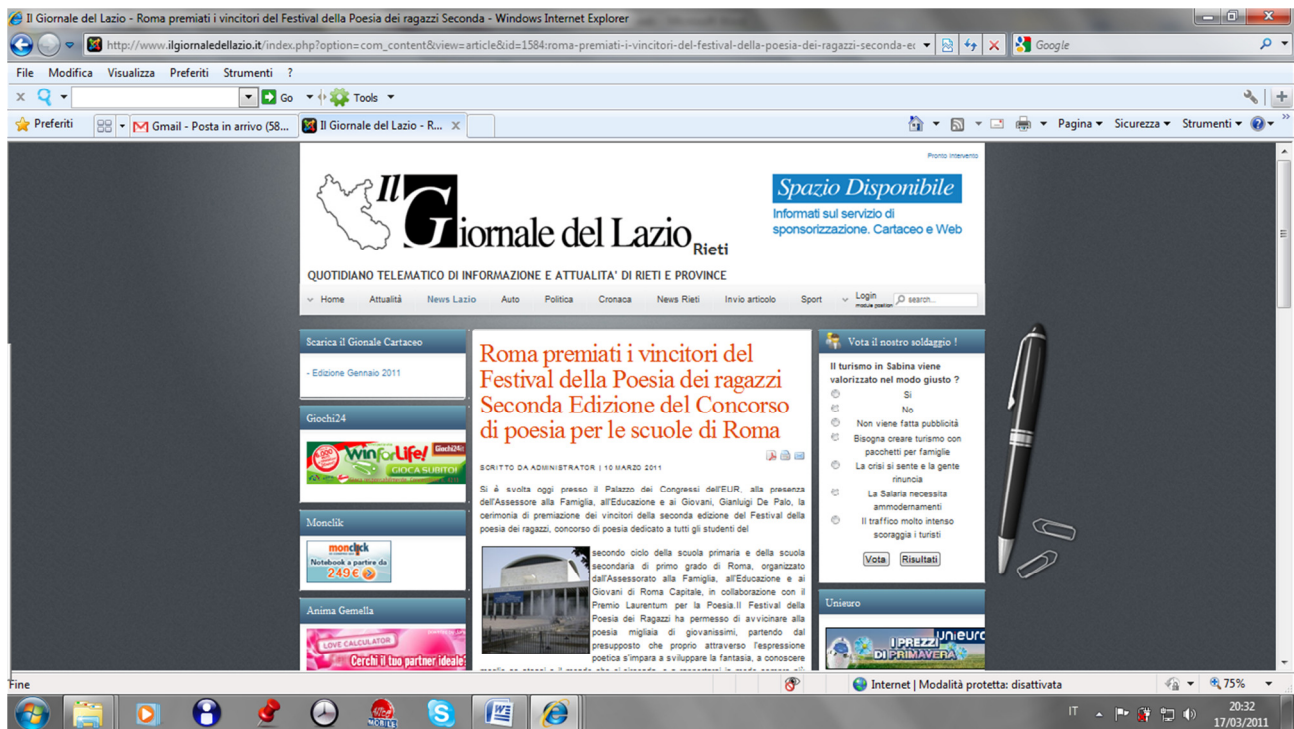 Il Giornale del Lazio - Roma premiati i vincitori del Festival della Poesia dei ragazzi Seconda - Windows Internet Explorer
http://www.ilgiornaledellazio.it/index.php?option=com_content&view=article&id=1584:roma-premiati-i-vincitori-del-festival-della-poesia-dei-ragazzi-seconda-ec
Google
File Modifica Visualizza Preferiti Strumenti ?
x Go Tools
Preferiti Gmail - Posta in arrivo (58... Il Giornale del Lazio - R... X Pagina Sicurezza Strumenti
Pronto Intervento
Il Giornale del Lazio Rieti
Spazio Disponibile
Informati sul servizio di
sponsorizzazione. Cartaceo e Web
QUOTIDIANO TELEMATICO DI INFORMAZIONE E ATTUALITA' DI RIETI E PROVINCE
Home Attualità News Lazio Auto Politica Cronaca News Rieti Invio articolo Sport Login search...
module position
Scarica il Gionale Cartaceo
- Edizione Gennaio 2011
Giochi24
Win for Life! Giochi24
GIOCA SUBITO!
Monclik
monclick
Notebook a partire da
249€
Anima Gemella
LOVE CALCULATOR
Cerchi il tuo partner ideale?
Roma premiati i vincitori del
Festival della Poesia dei ragazzi
Seconda Edizione del Concorso
di poesia per le scuole di Roma
SCRITTO DA ADMINISTRATOR | 10 MARZO 2011
Si è svolta oggi presso il Palazzo dei Congressi dell'EUR, alla presenza
dell'Assessore alla Famiglia, all'Educazione e ai Giovani, Gianluigi De Palo, la
cerimonia di premiazione dei vincitori della seconda edizione del Festival della
poesia dei ragazzi, concorso di poesia dedicato a tutti gli studenti del
secondo ciclo della scuola primaria e della scuola
secondaria di primo grado di Roma, organizzato
dall'Assessorato alla Famiglia, all'Educazione e ai
Giovani di Roma Capitale, in collaborazione con il
Premio Laurentum per la Poesia.Il Festival della
Poesia dei Ragazzi ha permesso di avvicinare alla
poesia migliaia di giovanissimi, partendo dal
presupposto che proprio attraverso l'espressione
poetica s'impara a sviluppare la fantasia, a conoscere
Vota il nostro soldaggio !
Il turismo in Sabina viene
valorizzato nel modo giusto ?
Si
No
Non viene fatta pubblicità
Bisogna creare turismo con
pacchetti per famiglie
La crisi si sente e la gente
rinuncia
La Salaria necessita
ammodernamenti
Il traffico molto intenso
scoraggia i turisti
Vota Risultati
Unieuro
I PREZZI unieuro
DI PRIMAVERA
Fine Internet | Modalità protetta: disattivata 75%
MOBILE
IT 20:32
17/03/2011